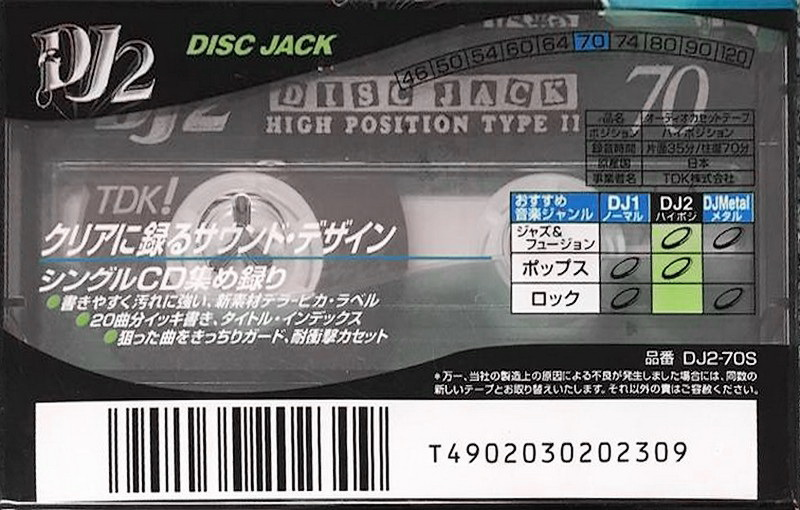 DJ2
DISC JACK
46 50 54 60 64 70 74 80 90 120
DJ2
DISC JACK
HIGH POSITION TYPE II
70
品名 オーディオカセットテープ
ポジション ハイポジション
録音時間 片面35分/往復70分
原産国 日本
事業者名 TDK株式会社
TDK!
クリアに録るサウンド・デザイン
シングルCD集め録り
●書きやすく汚れに強い、新素材テラ−ピカ・ラベル
●20曲分イッキ書き、タイトル・インデックス
●狙った曲をきっちりガード、耐衝撃カセット
おすすめ 音楽ジャンル DJ1 ノーマル DJ2 ハイポジ DJMetal メタル
ジャズ&
フュージョン
ポップス
ロック
品番 DJ2-70S
*万一、当社の製造上の原因による不良が発生しました場合には、同数の
新しいテープとお取り替えいたします。それ以外の責はご容赦ください。
T4902030202309